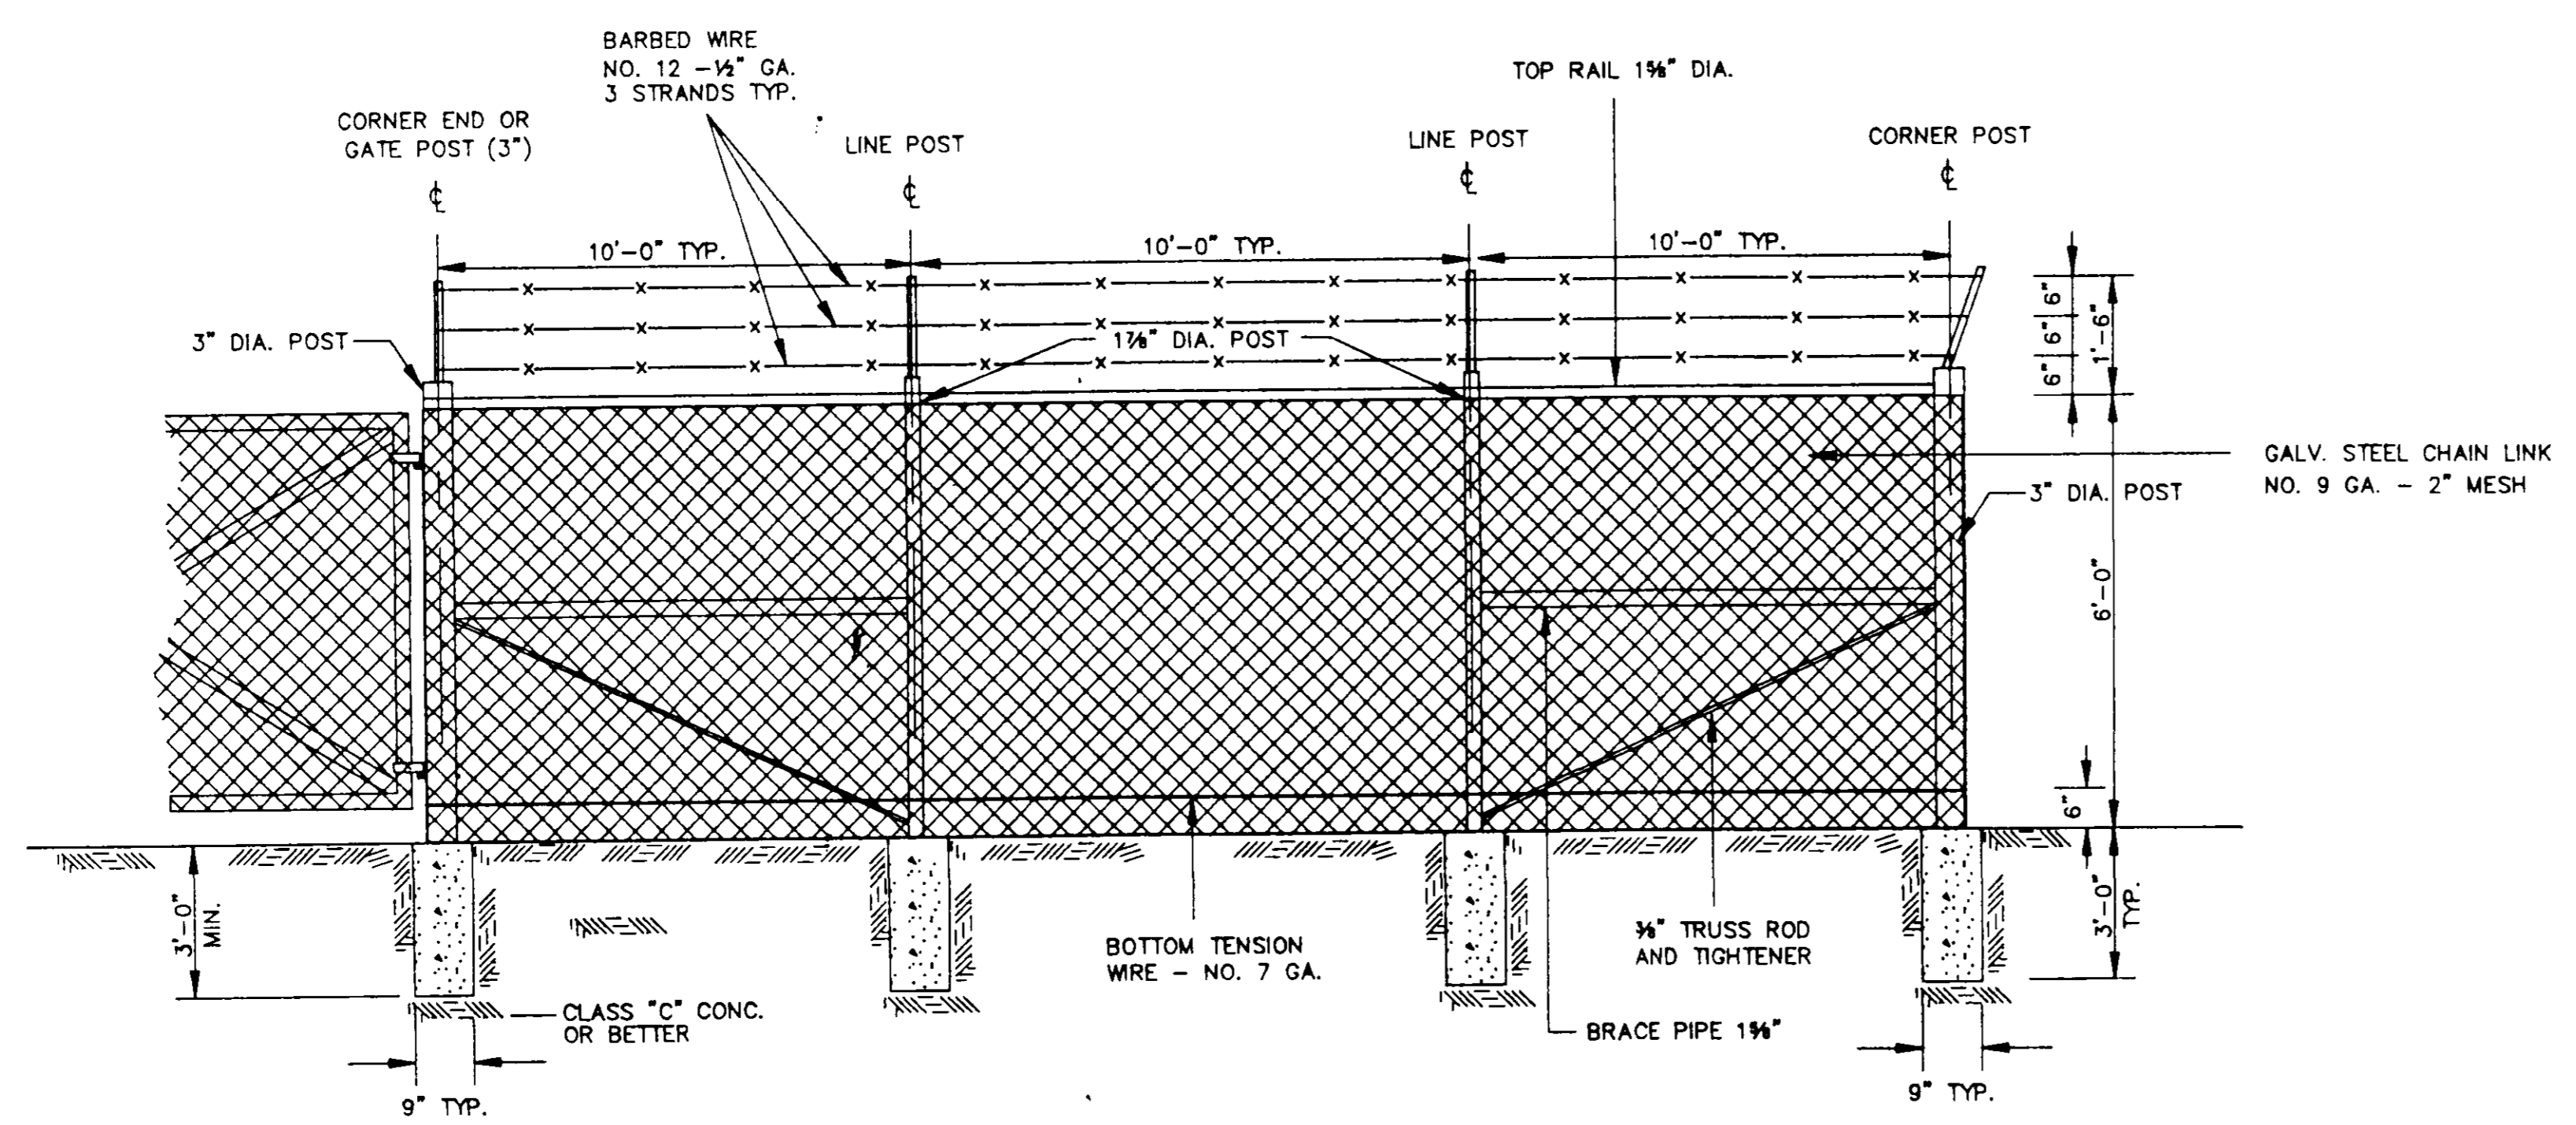 BARBED WIRE
NO. 12 -½" GA.
3 STRANDS TYP.
TOP RAIL 1⅝" DIA.
CORNER END OR
GATE POST (3")
LINE POST
LINE POST
CORNER POST
℄
℄
℄
℄
10'-0" TYP.
10'-0" TYP.
10'-0" TYP.
3" DIA. POST
1⅞" DIA. POST
6" 6" 6"
1'-6"
GALV. STEEL CHAIN LINK
NO. 9 GA. - 2" MESH
3" DIA. POST
6'-0"
6"
3'-0"
MIN.
3'-0"
TYP.
BOTTOM TENSION
WIRE - NO. 7 GA.
⅜" TRUSS ROD
AND TIGHTENER
CLASS "C" CONC.
OR BETTER
BRACE PIPE 1⅝"
9" TYP.
9" TYP.